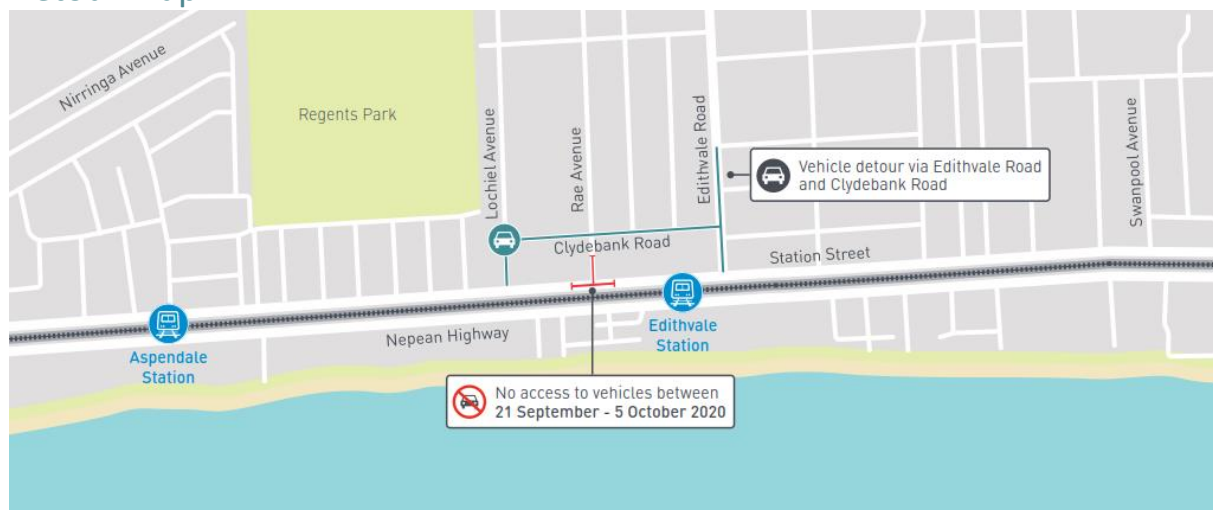 Nirringa Avenue
Regents Park
Lochiel Avenue
Rae Avenue
Edithvale Road
Swanpool Avenue
Vehicle detour via Edithvale Road
and Clydebank Road
Clydebank Road
Station Street
Nepean Highway
Aspendale
Station
Edithvale
Station
No access to vehicles between
21 September - 5 October 2020